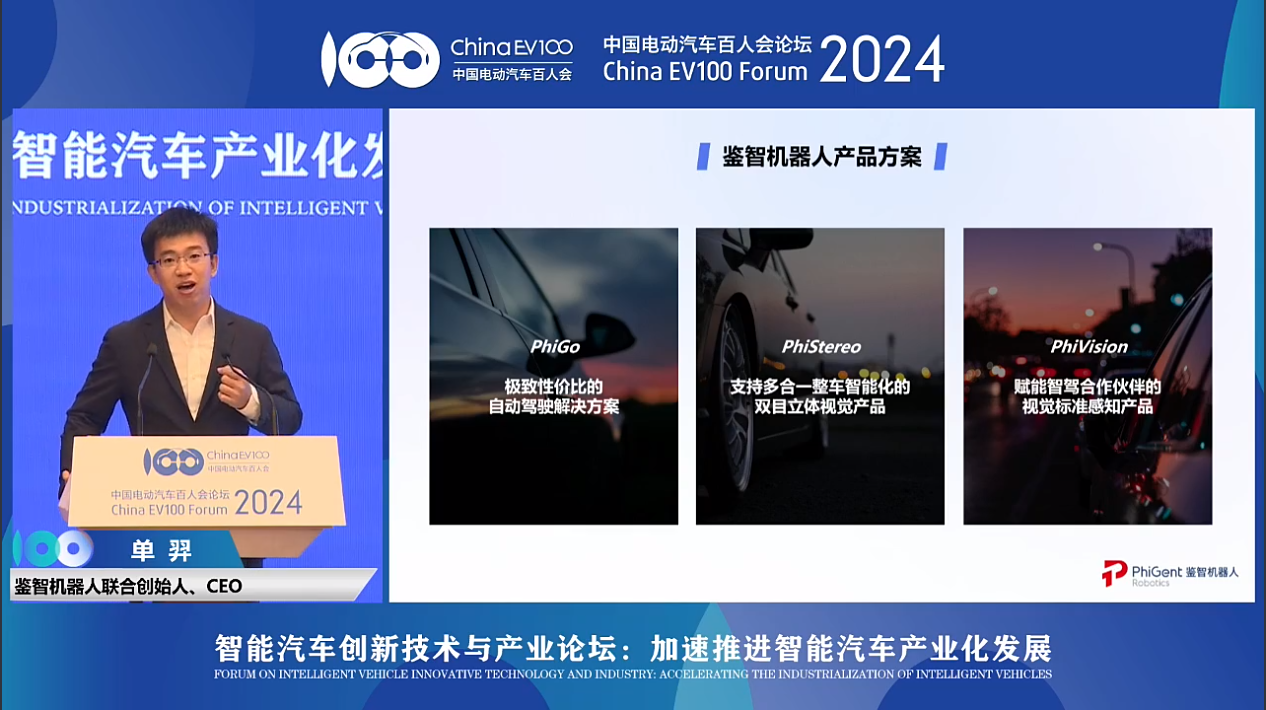 100
China EV100
中国电动汽车百人会
中国电动汽车百人会论坛
China EV100 Forum
2024
智能汽车产业化发
NDUSTRIALIZATION OF INTELLIGENT V
100
China EV100
中国电动汽车百人会
中国电动汽车百人会论坛
China EV100 Forum
2024
100
单 羿
鉴智机器人联合创始人、CEO
鉴智机器人产品方案
PhiGo
极致性价比的
自动驾驶解决方案
PhiStereo
支持多合一整车智能化的
双目立体视觉产品
PhiVision
赋能智驾合作伙伴的
视觉标准感知产品
PhiGent 鉴智机器人
Robotics
智能汽车创新技术与产业论坛：加速推进智能汽车产业化发展
FORUM ON INTELLIGENT VEHICLE INNOVATIVE TECHNOLOGY AND INDUSTRY: ACCELERATING THE INDUSTRIALIZATION OF INTELLIGENT VEHICLES